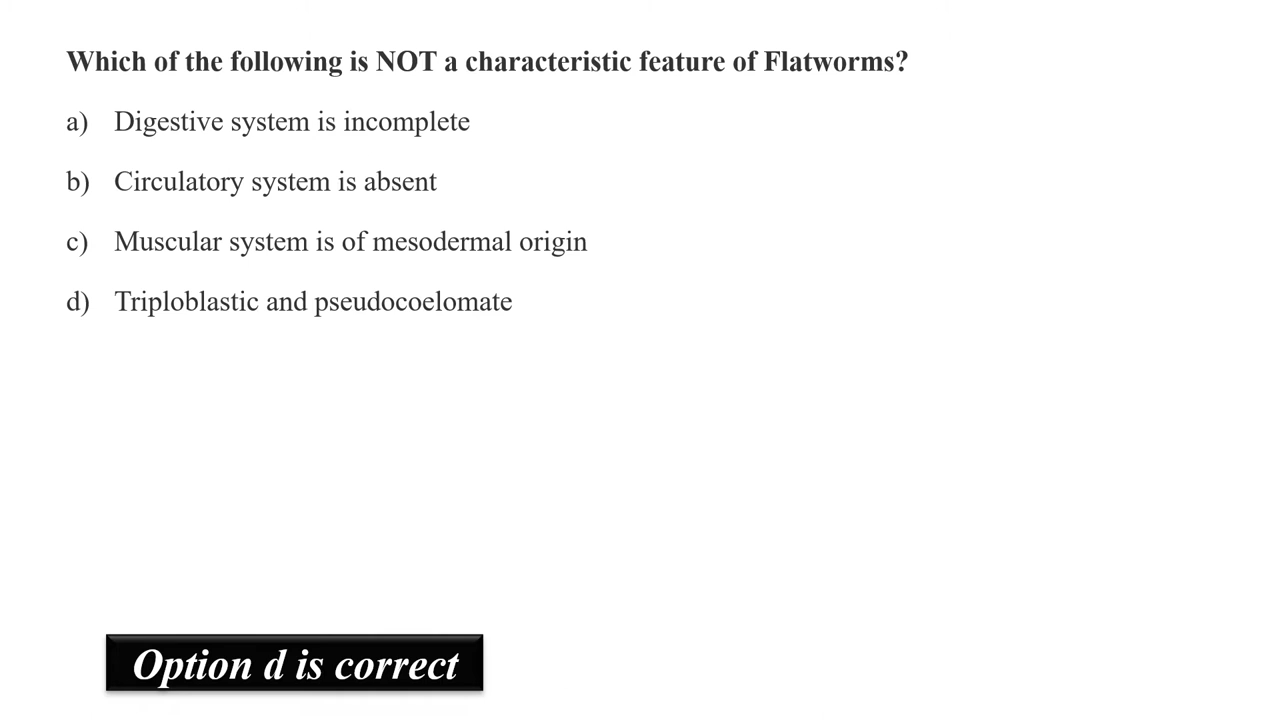 Which of the following is NOT a characteristic feature of Flatworms?
a) Digestive system is incomplete
b) Circulatory system is absent
c) Muscular system is of mesodermal origin
d) Triploblastic and pseudocoelomate
Option d is correct